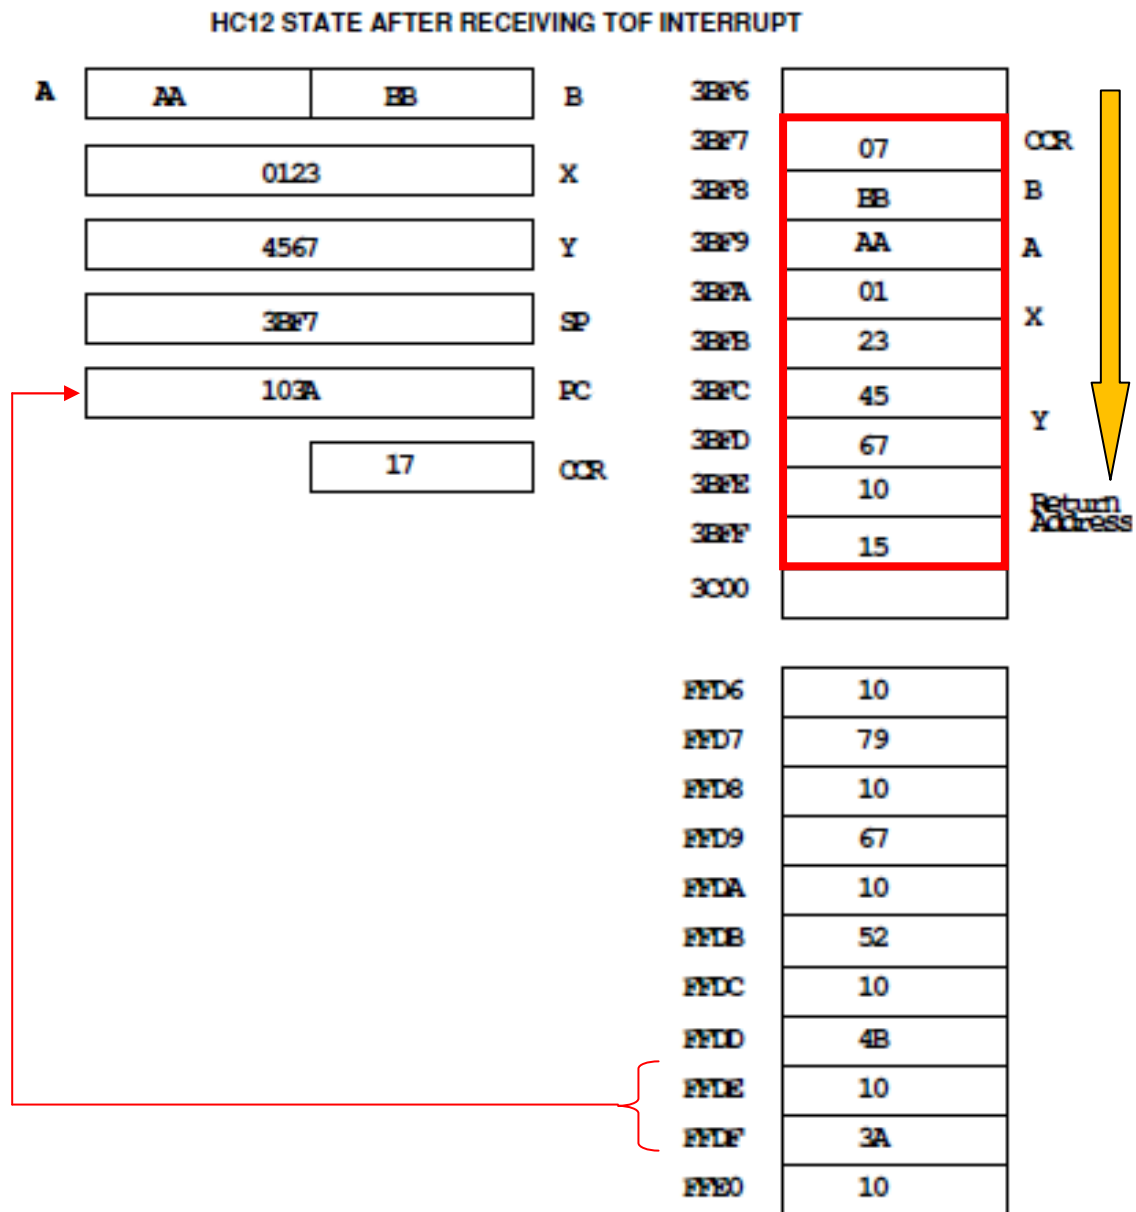 HC12 STATE AFTER RECEIVING TOF INTERRUPT
A AA BB B
0123 X
4567 Y
3BF7 SP
103A PC
17 CCR
3BF6
3BF7 07 CCR
3BF8 BB B
3BF9 AA A
3BFA 01 X
3BFB 23
3BFC 45 Y
3BFD 67
3BFE 10 Return
Address
3BFF 15
3C00
FFD6 10
FFD7 79
FFD8 10
FFD9 67
FFDA 10
FFDB 52
FFDC 10
FFDD 4B
FFDE 10
FFDF 3A
FFE0 10